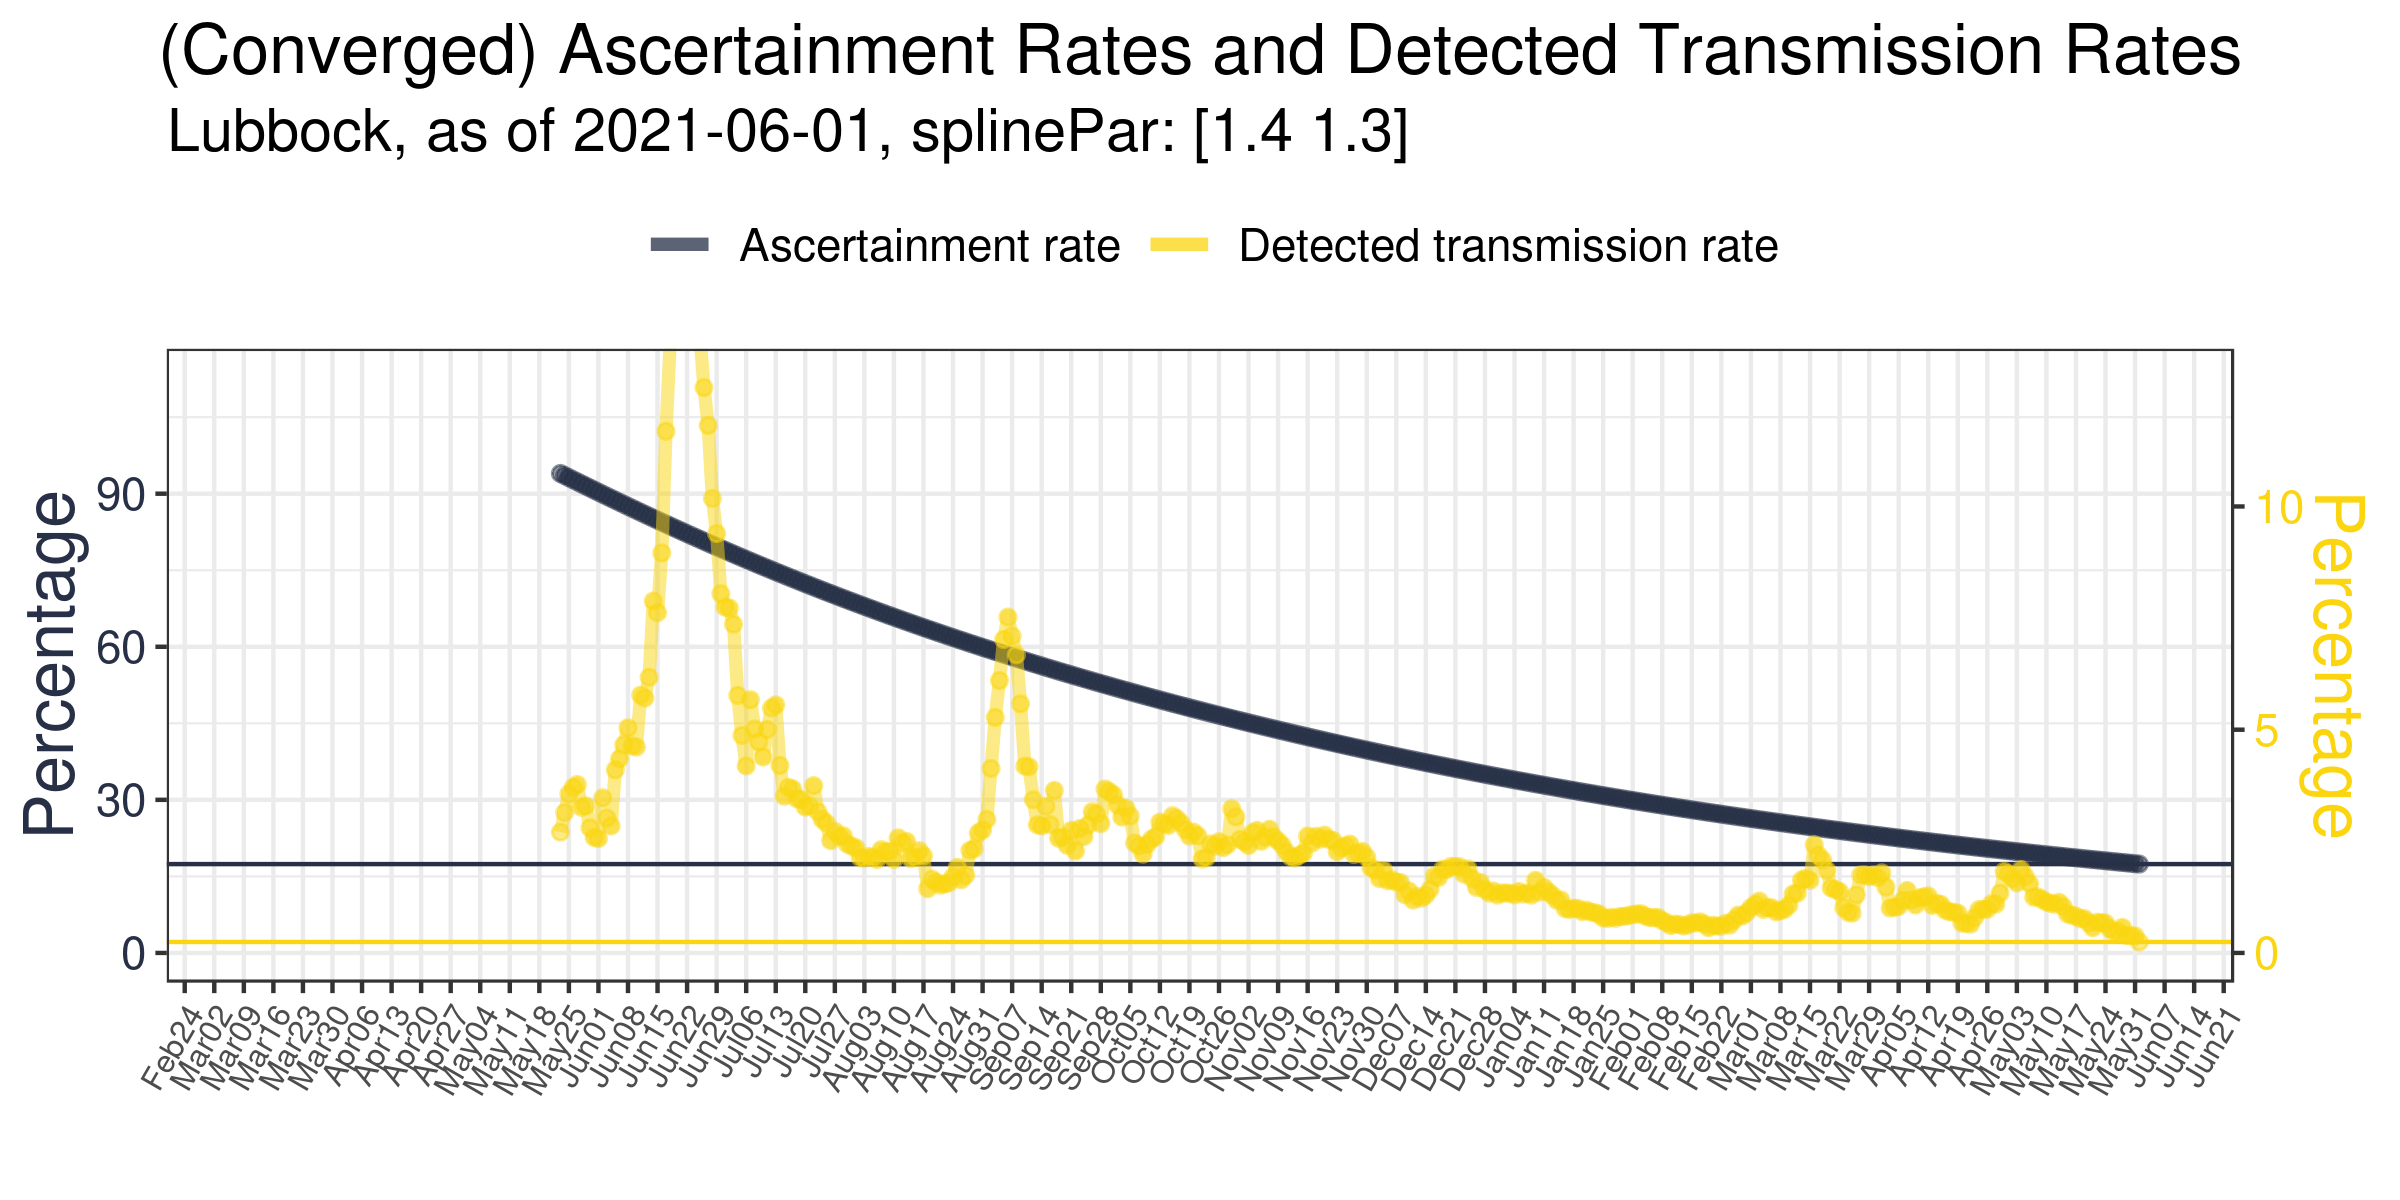 (Converged) Ascertainment Rates and Detected Transmission Rates
Lubbock, as of 2021-06-01, splinePar: [1.4 1.3]
Ascertainment rate Detected transmission rate
Percentage
90
60
30
0
10
5
0
Percentage
Feb24 Mar02 Mar09 Mar16 Mar23 Mar30 Apr06 Apr13 Apr20 Apr27 May04 May11 May18 May25 Jun01 Jun08 Jun15 Jun22 Jun29 Jul06 Jul13 Jul20 Jul27 Aug03 Aug10 Aug17 Aug24 Aug31 Sep07 Sep14 Sep21 Sep28 Oct05 Oct12 Oct19 Oct26 Nov02 Nov09 Nov16 Nov23 Nov30 Dec07 Dec14 Dec21 Dec28 Jan04 Jan11 Jan18 Jan25 Feb01 Feb08 Feb15 Feb22 Mar01 Mar08 Mar15 Mar22 Mar29 Apr05 Apr12 Apr19 Apr26 May03 May10 May17 May24 May31 Jun07 Jun14 Jun21